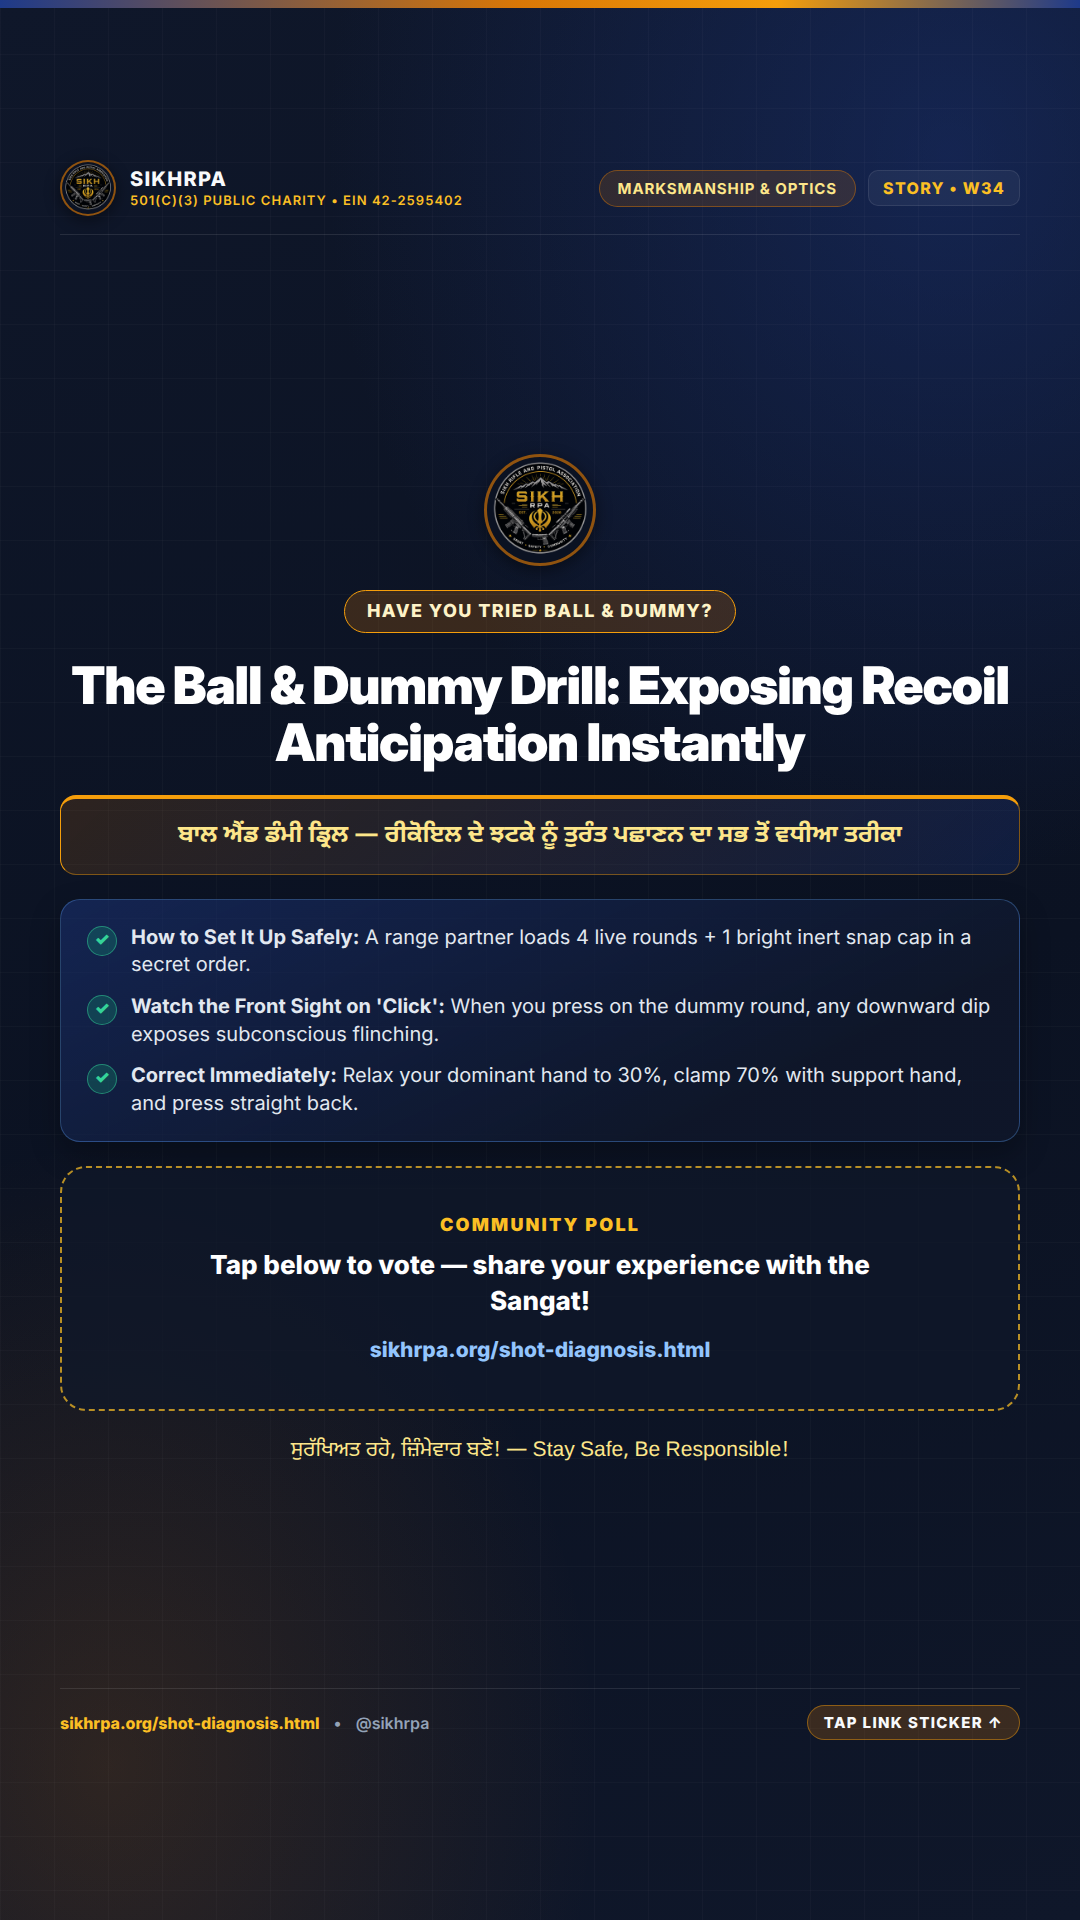 SIKHRPA
501(C)(3) PUBLIC CHARITY • EIN 42-2595402
MARKSMANSHIP & OPTICS
STORY • W34
SIKH RIFLE AND PISTOL ASSOCIATION
SIKH
RPA
HAVE YOU TRIED BALL & DUMMY?
The Ball & Dummy Drill: Exposing Recoil
Anticipation Instantly
ਬਾਲ ਐਂਡ ਡੰਮੀ ਡ੍ਰਿਲ — ਰੀਕੋਇਲ ਦੇ ਝਟਕੇ ਨੂੰ ਤੁਰੰਤ ਪਛਾਣਨ ਦਾ ਸਭ ਤੋਂ ਵਧੀਆ ਤਰੀਕਾ
How to Set It Up Safely: A range partner loads 4 live rounds + 1 bright inert snap cap in a
secret order.
Watch the Front Sight on 'Click': When you press on the dummy round, any downward dip
exposes subconscious flinching.
Correct Immediately: Relax your dominant hand to 30%, clamp 70% with support hand,
and press straight back.
COMMUNITY POLL
Tap below to vote — share your experience with the
Sangat!
sikhrpa.org/shot-diagnosis.html
ਸੁਰੱਖਿਅਤ ਰਹੋ, ਜ਼ਿੰਮੇਵਾਰ ਬਣੋ! — Stay Safe, Be Responsible!
sikhrpa.org/shot-diagnosis.html • @sikhrpa
TAP LINK STICKER ↑